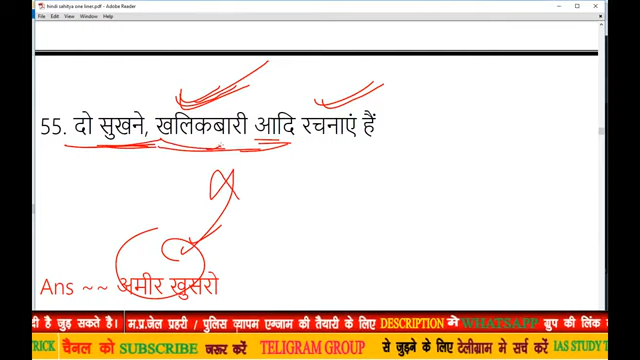 hindi sahitya one liner.pdf - Adobe Reader
File Edit View Window Help
55. दो सुखने, खलिकबारी आदि रचनाएं हैं
Ans ~~ अमीर खुसरो
दी है जुड़ सकते है। म.प्र.जेल प्रहरी / पुलिस व्यापम एग्जाम की तैयारी के लिए DESCRIPTION मे WHATSAPP ग्रुप की लिंक
TRICK चैनल को SUBSCRIBE जरूर करें TELIGRAM GROUP से जुड़ने के लिए टेलीग्राम में सर्च करें IAS STUDY